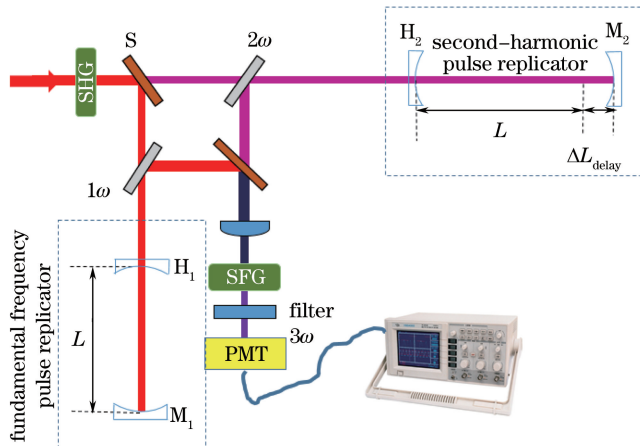 SHG
S
2ω
H₂
M₂
second-harmonic
pulse replicator
L
ΔL_delay
1ω
fundamental frequency
pulse replicator
H₁
L
M₁
SFG
filter
3ω
PMT